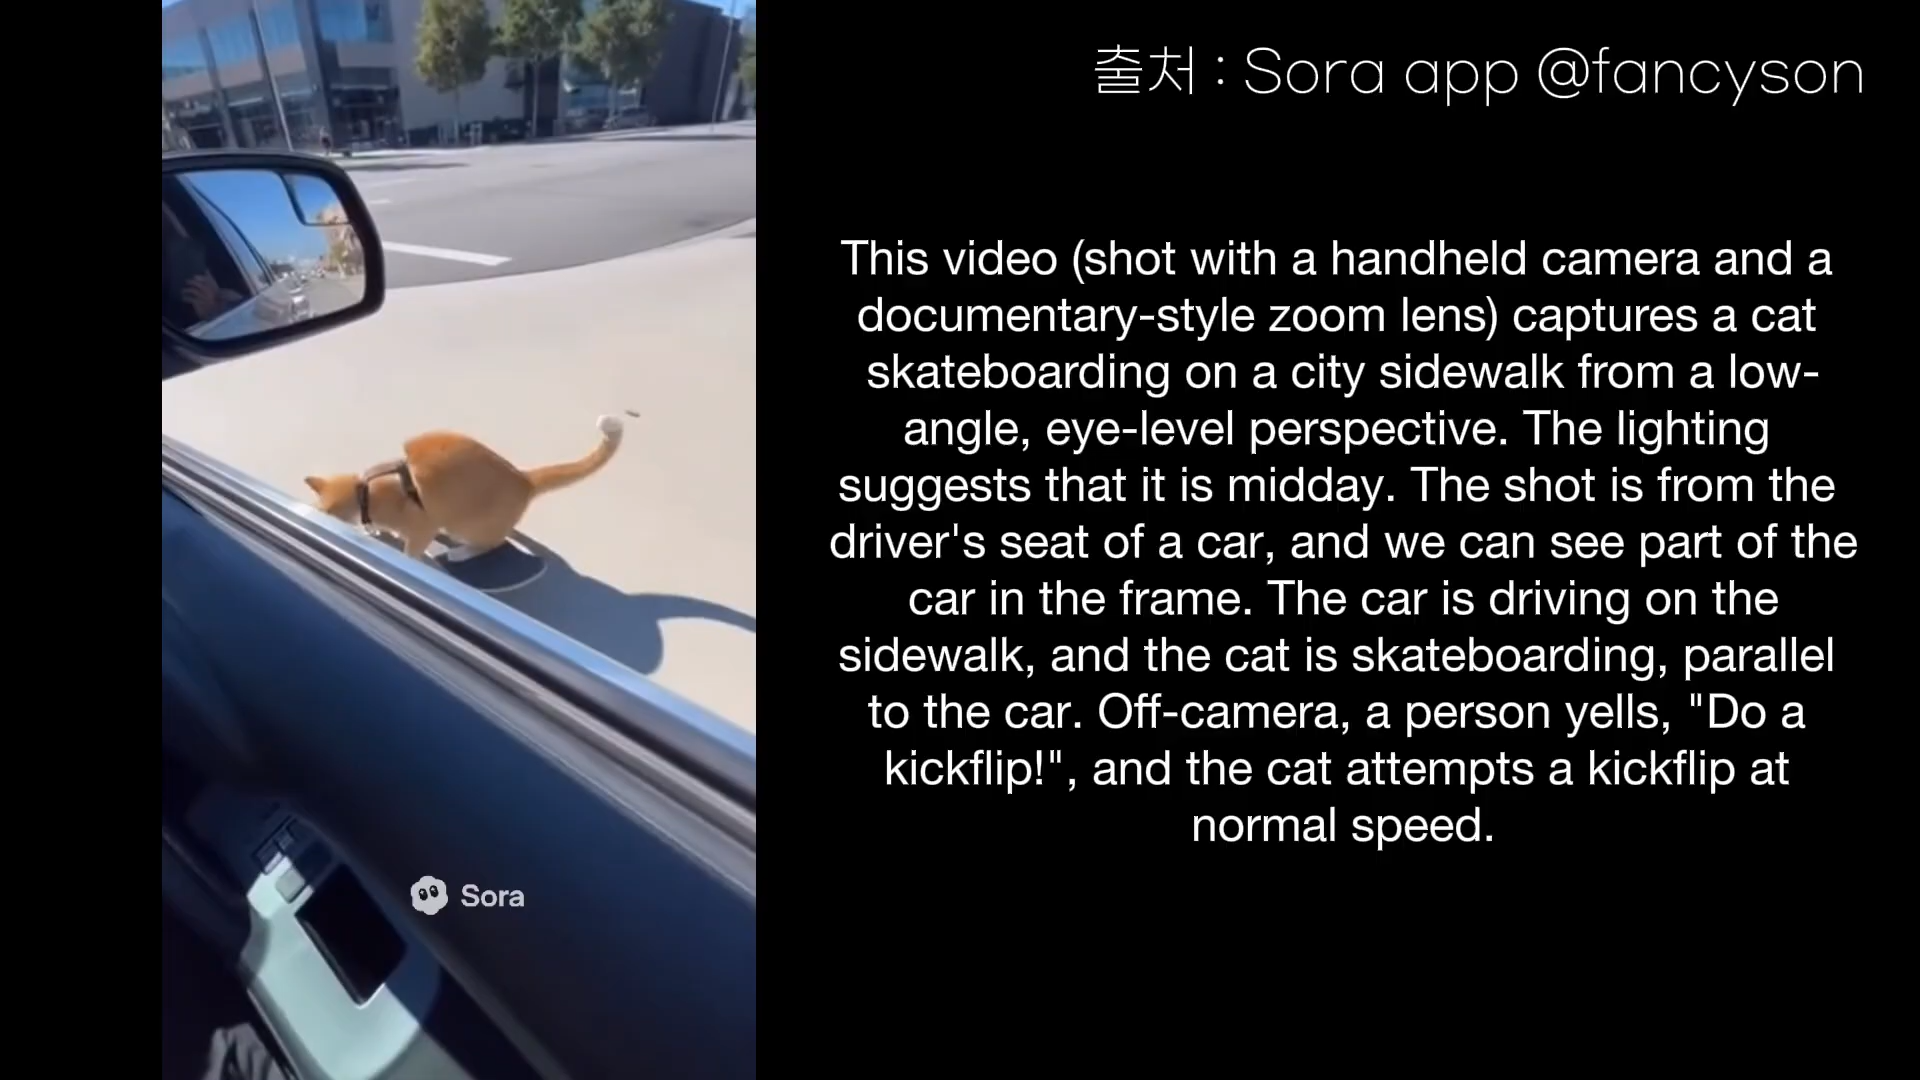 출처 : Sora app @fancyson
This video (shot with a handheld camera and a
documentary-style zoom lens) captures a cat
skateboarding on a city sidewalk from a low-
angle, eye-level perspective. The lighting
suggests that it is midday. The shot is from the
driver's seat of a car, and we can see part of the
car in the frame. The car is driving on the
sidewalk, and the cat is skateboarding, parallel
to the car. Off-camera, a person yells, "Do a
kickflip!", and the cat attempts a kickflip at
normal speed.
Sora